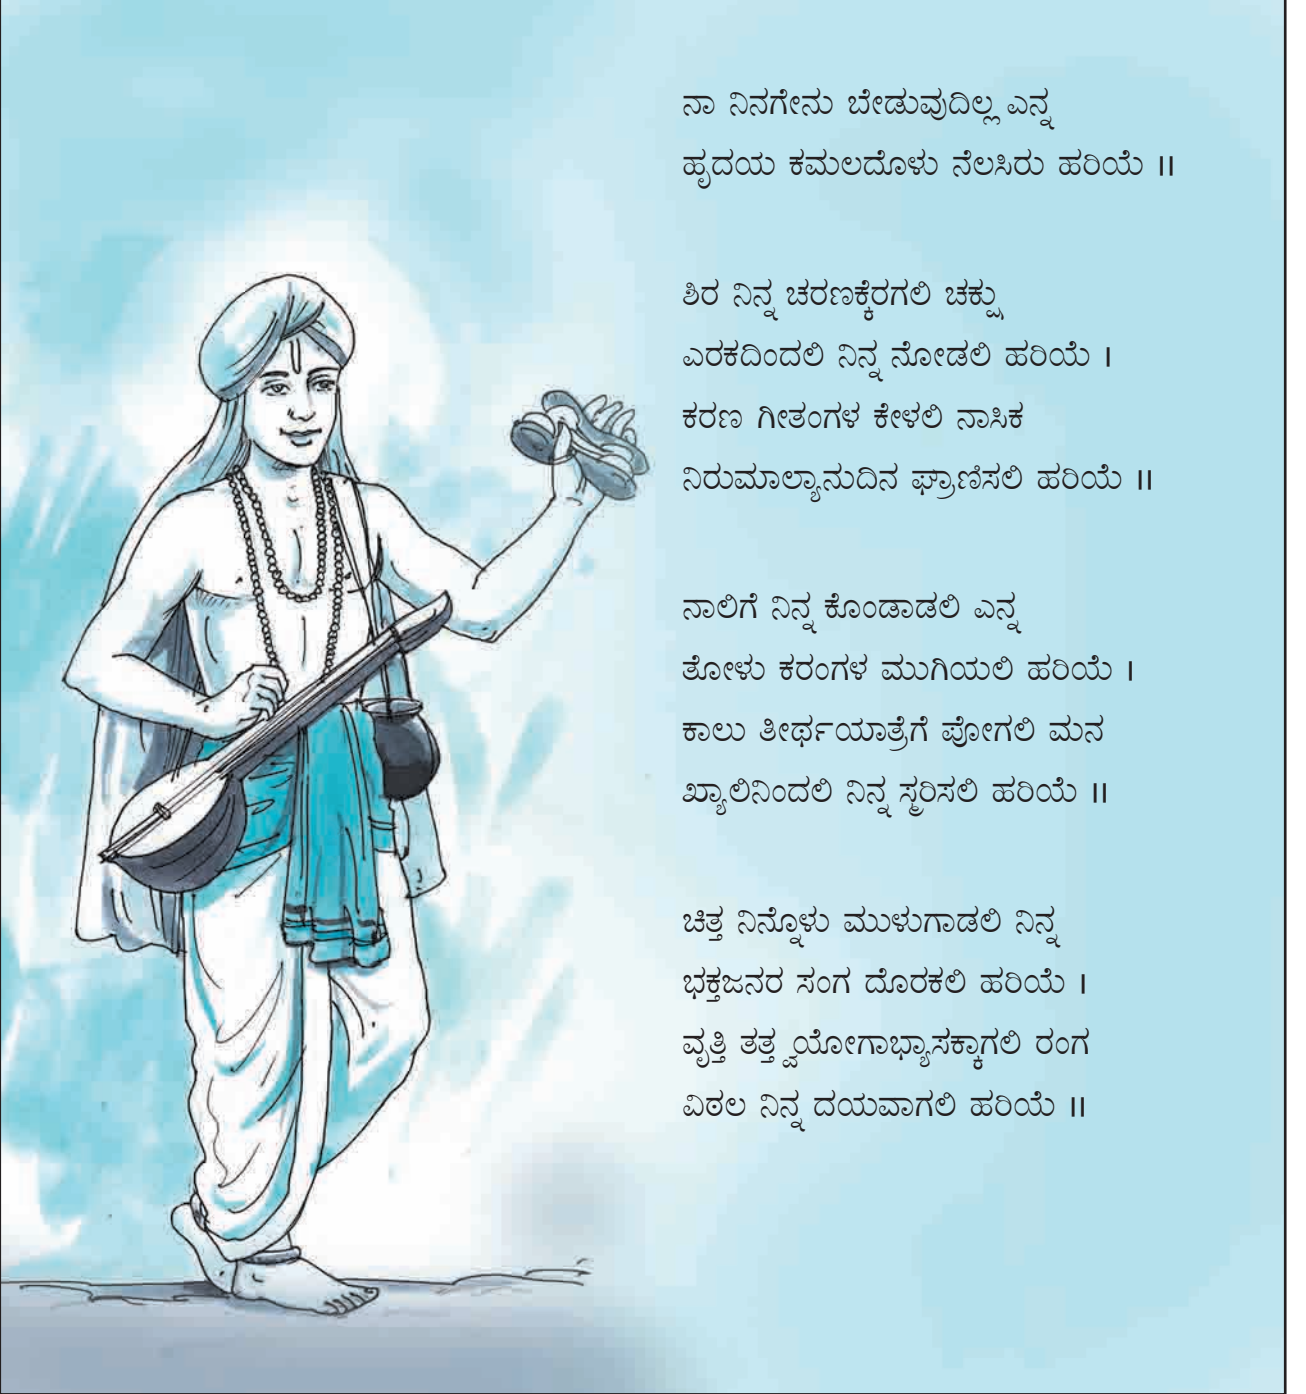 ನಾ ನಿನಗೇನು ಬೇಡುವುದಿಲ್ಲ ಎನ್ನ
ಹೃದಯ ಕಮಲದೊಳು ನೆಲಸಿರು ಹರಿಯೆ ॥
ಶಿರ ನಿನ್ನ ಚರಣಕ್ಕೆರಗಲಿ ಚಕ್ಷು
ಎರಕದಿಂದಲಿ ನಿನ್ನ ನೋಡಲಿ ಹರಿಯೆ ।
ಕರಣ ಗೀತಂಗಳ ಕೇಳಲಿ ನಾಸಿಕ
ನಿರುಮಾಲ್ಯಾನುದಿನ ಘ್ರಾಣಿಸಲಿ ಹರಿಯೆ ॥
ನಾಲಿಗೆ ನಿನ್ನ ಕೊಂಡಾಡಲಿ ಎನ್ನ
ತೋಳು ಕರಂಗಳ ಮುಗಿಯಲಿ ಹರಿಯೆ ।
ಕಾಲು ತೀರ್ಥಯಾತ್ರೆಗೆ ಪೋಗಲಿ ಮನ
ಖ್ಯಾಲಿನಿಂದಲಿ ನಿನ್ನ ಸ್ಮರಿಸಲಿ ಹರಿಯೆ ॥
ಚಿತ್ತ ನಿನ್ನೊಳು ಮುಳುಗಾಡಲಿ ನಿನ್ನ
ಭಕ್ತಜನರ ಸಂಗ ದೊರಕಲಿ ಹರಿಯೆ ।
ವೃತ್ತಿ ತತ್ತ್ವಯೋಗಾಭ್ಯಾಸಕ್ಕಾಗಲಿ ರಂಗ
ವಿಠಲ ನಿನ್ನ ದಯವಾಗಲಿ ಹರಿಯೆ ॥